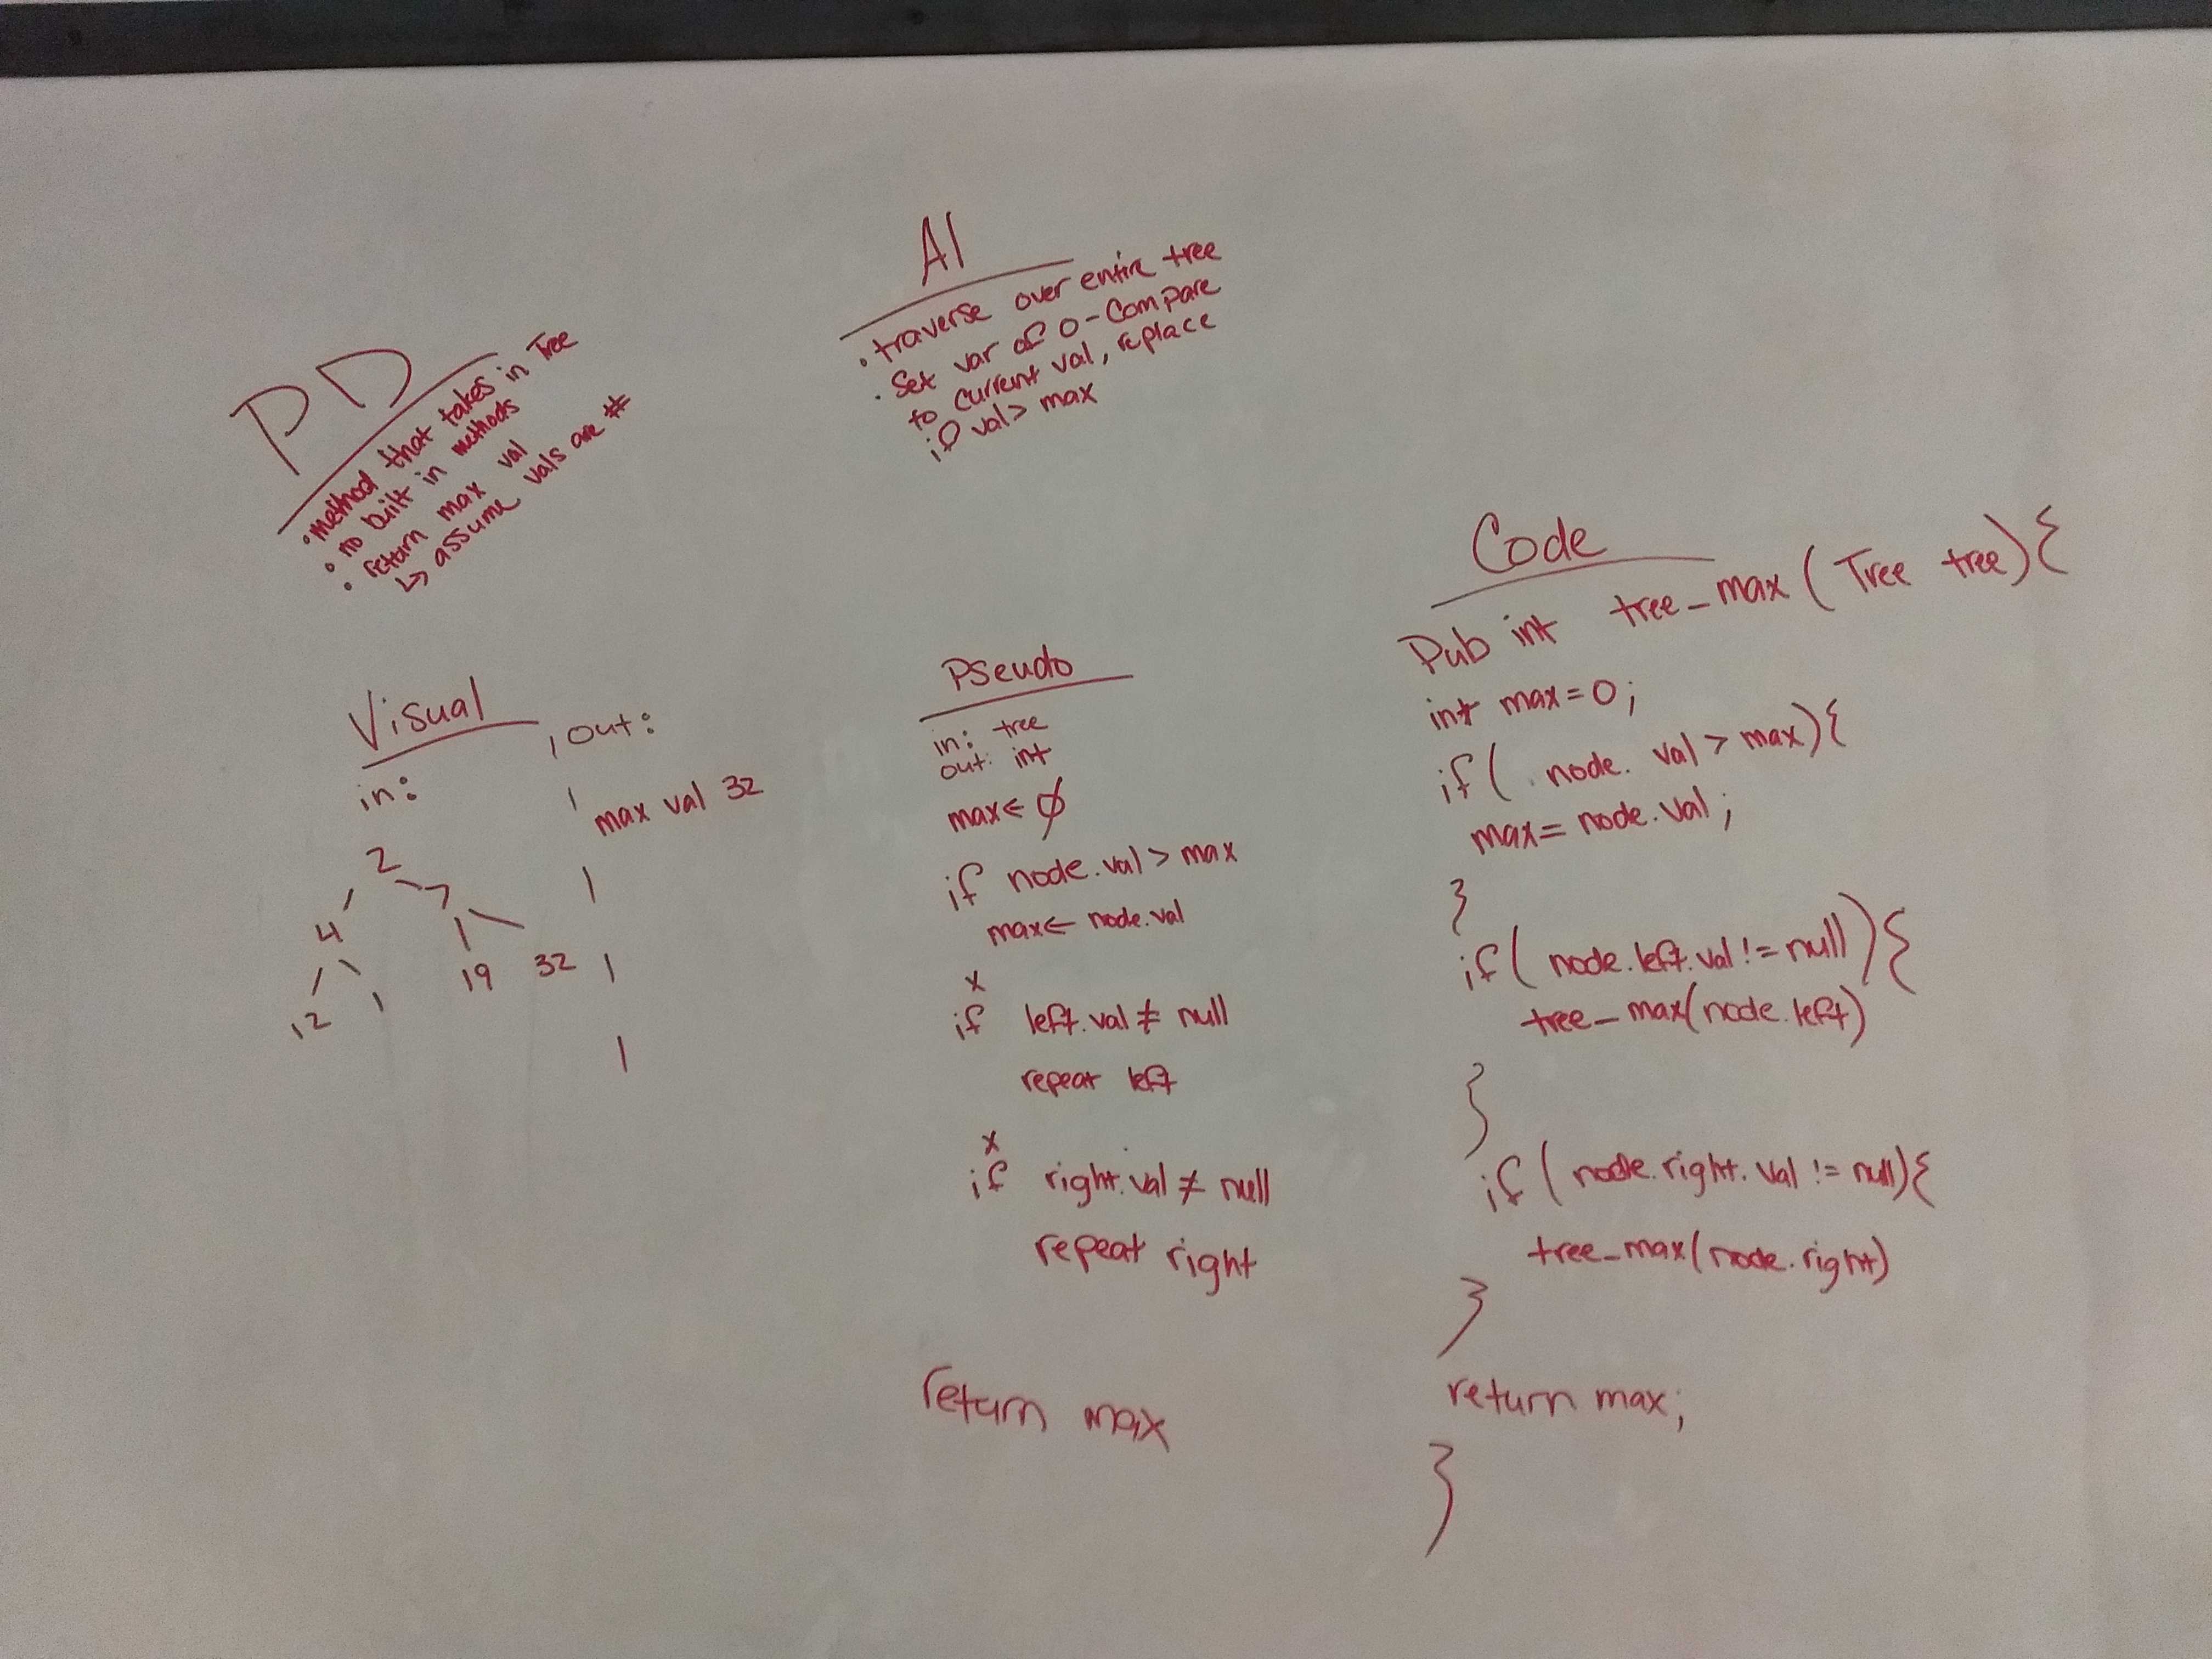 PD
• method that takes in Tree
• no built in methods
• return max val
↳ assume vals are #
Al
• traverse over entire tree
• Set var of 0 - Compare
to current val, replace
if val > max
Visual
in:
out:
max val 32
2
4 7
12 1 19 32
Pseudo
in: tree
out: int
max ← ∅
if node.val > max
max ← node.val
x
if left.val ≠ null
repeat left
x
if right.val ≠ null
repeat right
return max
Code
Pub int tree_max (Tree tree){
int max = 0;
if( node.val > max){
max = node.val;
}
if( node.left.val != null){
tree_max(node.left)
}
if( node.right.val != null){
tree_max(node.right)
}
return max;
}